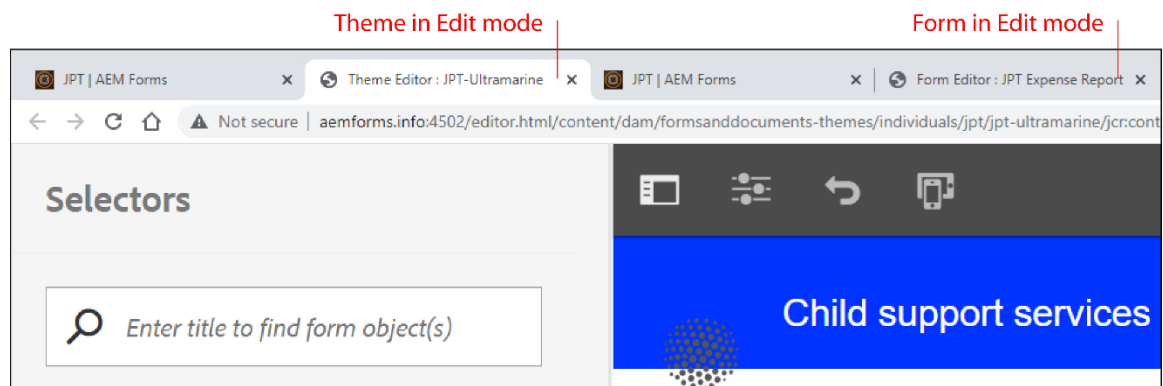 Theme in Edit mode Form in Edit mode
JPT | AEM Forms Theme Editor : JPT-Ultramarine JPT | AEM Forms Form Editor : JPT Expense Report
Not secure | aemforms.info:4502/editor.html/content/dam/formsanddocuments-themes/individuals/jpt/jpt-ultramarine/jcr:cont
Selectors
Child support services
Enter title to find form object(s)